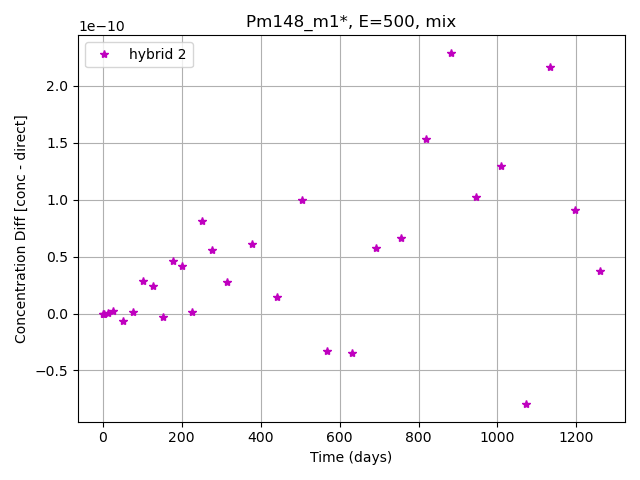 Pm148_m1*, E=500, mix
1e−10
hybrid 2
2.0
1.5
1.0
0.5
0.0
−0.5
Concentration Diff [conc - direct]
0 200 400 600 800 1000 1200
Time (days)